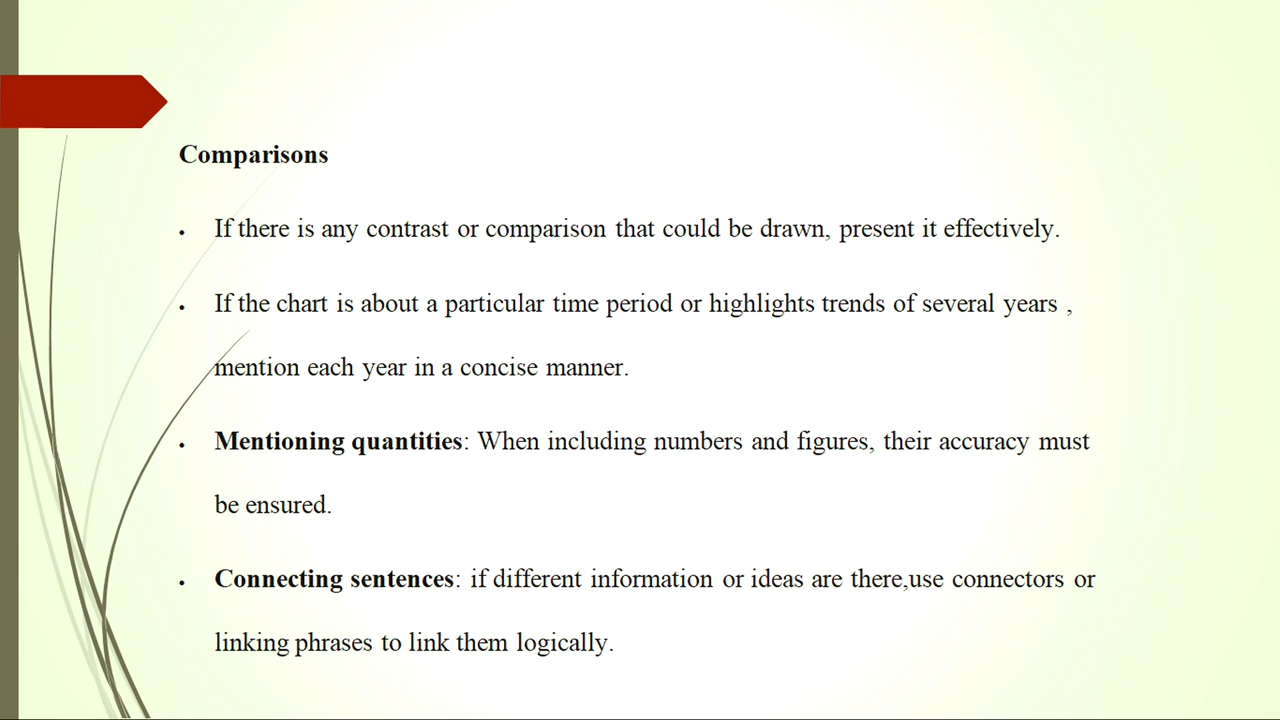 Comparisons
• If there is any contrast or comparison that could be drawn, present it effectively.
• If the chart is about a particular time period or highlights trends of several years ,
mention each year in a concise manner.
• Mentioning quantities: When including numbers and figures, their accuracy must
be ensured.
• Connecting sentences: if different information or ideas are there,use connectors or
linking phrases to link them logically.